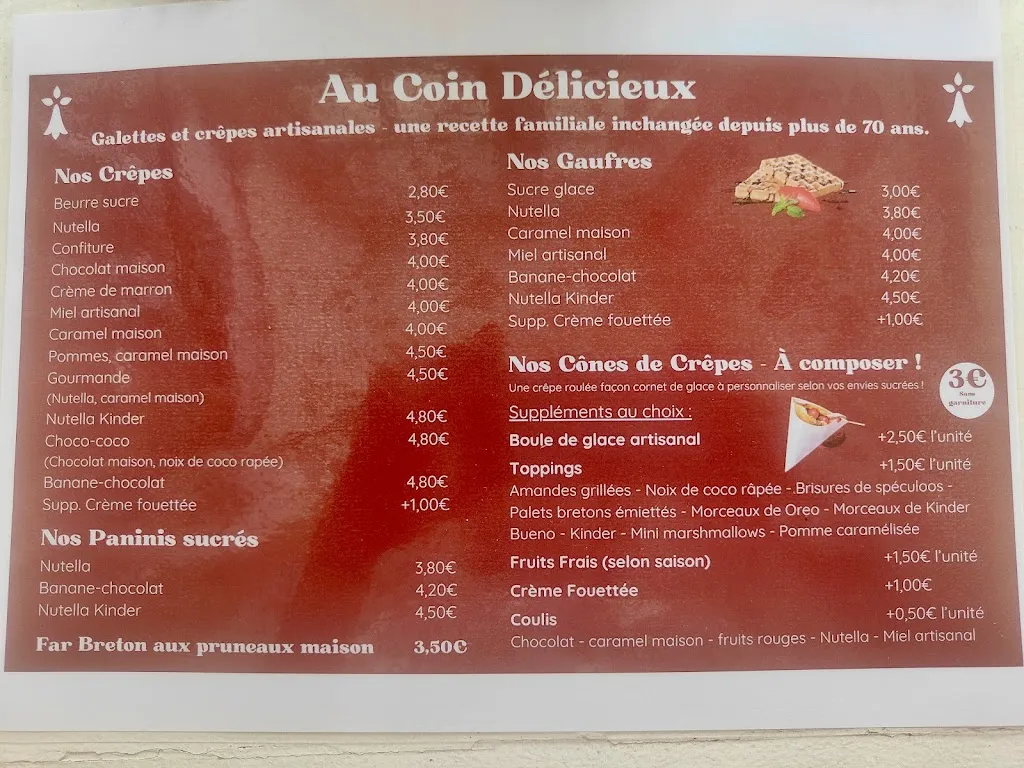 Au Coin Délicieux
Galettes et crêpes artisanales - une recette familiale inchangée depuis plus de 70 ans.
Nos Crêpes
Beurre sucre 2,80€
Nutella 3,50€
Confiture 3,80€
Chocolat maison 4,00€
Crème de marron 4,00€
Miel artisanal 4,00€
Caramel maison 4,00€
Pommes, caramel maison 4,50€
Gourmande 4,50€
(Nutella, caramel maison)
Nutella Kinder 4,80€
Choco-coco 4,80€
(Chocolat maison, noix de coco rapée)
Banane-chocolat 4,80€
Supp. Crème fouettée +1,00€
Nos Paninis sucrés
Nutella 3,80€
Banane-chocolat 4,20€
Nutella Kinder 4,50€
Far Breton aux pruneaux maison 3,50€
Nos Gaufres
Sucre glace 3,00€
Nutella 3,80€
Caramel maison 4,00€
Miel artisanal 4,00€
Banane-chocolat 4,20€
Nutella Kinder 4,50€
Supp. Crème fouettée +1,00€
Nos Cônes de Crêpes - À composer !
Une crêpe roulée façon cornet de glace à personnaliser selon vos envies sucrées !
3€
Sans
garniture
Suppléments au choix :
Boule de glace artisanal +2,50€ l'unité
Toppings +1,50€ l'unité
Amandes grillées - Noix de coco râpée - Brisures de spéculoos -
Palets bretons émiettés - Morceaux de Oreo - Morceaux de Kinder
Bueno - Kinder - Mini marshmallows - Pomme caramélisée
Fruits Frais (selon saison) +1,50€ l'unité
Crème Fouettée +1,00€
Coulis +0,50€ l'unité
Chocolat - caramel maison - fruits rouges - Nutella - Miel artisanal